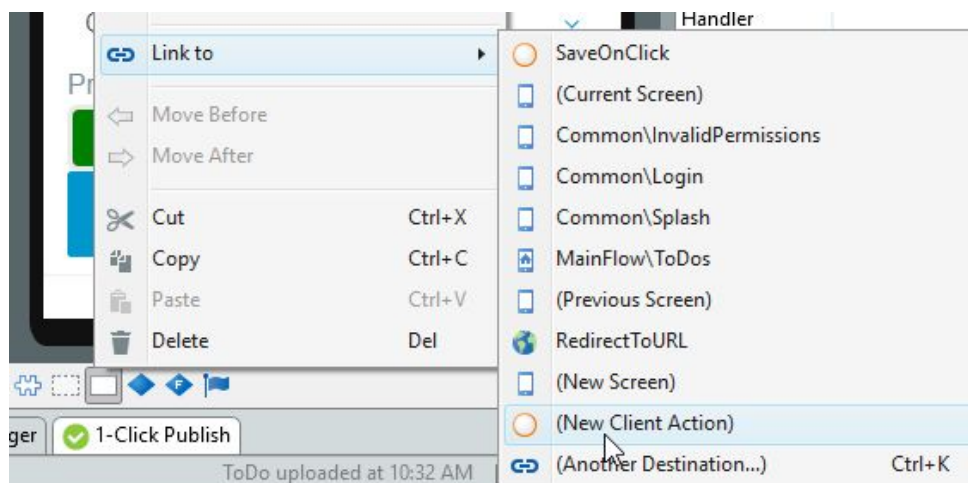 Handler
Link to
Pr
Move Before
Move After
Cut Ctrl+X
Copy Ctrl+C
Paste Ctrl+V
Delete Del
SaveOnClick
(Current Screen)
Common\InvalidPermissions
Common\Login
Common\Splash
MainFlow\ToDos
(Previous Screen)
RedirectToURL
(New Screen)
(New Client Action)
(Another Destination...) Ctrl+K
ger
1-Click Publish
ToDo uploaded at 10:32 AM